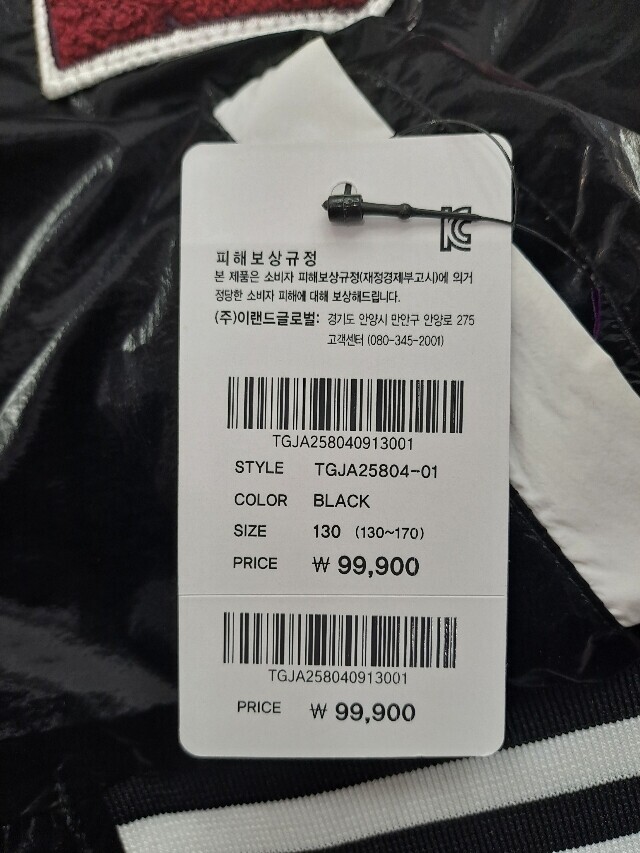 KC
피해보상규정
본 제품은 소비자 피해보상규정(재정경제부고시)에 의거
정당한 소비자 피해에 대해 보상해드립니다.
(주)이랜드글로벌: 경기도 안양시 만안구 안양로 275
고객센터 (080-345-2001)
TGJA258040913001
STYLE TGJA25804-01
COLOR BLACK
SIZE 130 (130~170)
PRICE ₩ 99,900
TGJA258040913001
PRICE ₩ 99,900